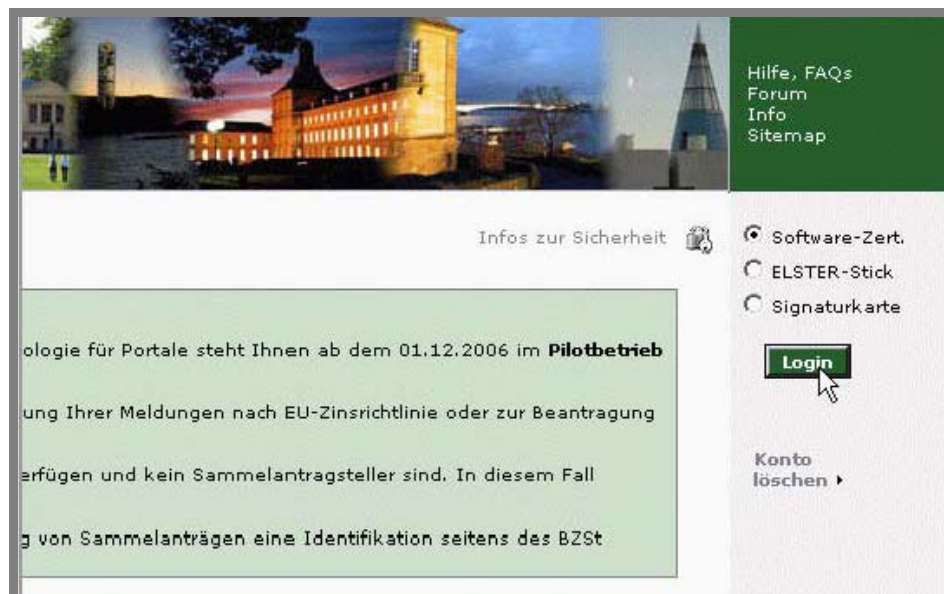 Hilfe, FAQs
Forum
Info
Sitemap
Infos zur Sicherheit
Software-Zert.
ELSTER-Stick
Signaturkarte
Login
Konto
löschen
ologie für Portale steht Ihnen ab dem 01.12.2006 im Pilotbetrieb
ung Ihrer Meldungen nach EU-Zinsrichtlinie oder zur Beantragung
erfügen und kein Sammelantragsteller sind. In diesem Fall
g von Sammelanträgen eine Identifikation seitens des BZSt